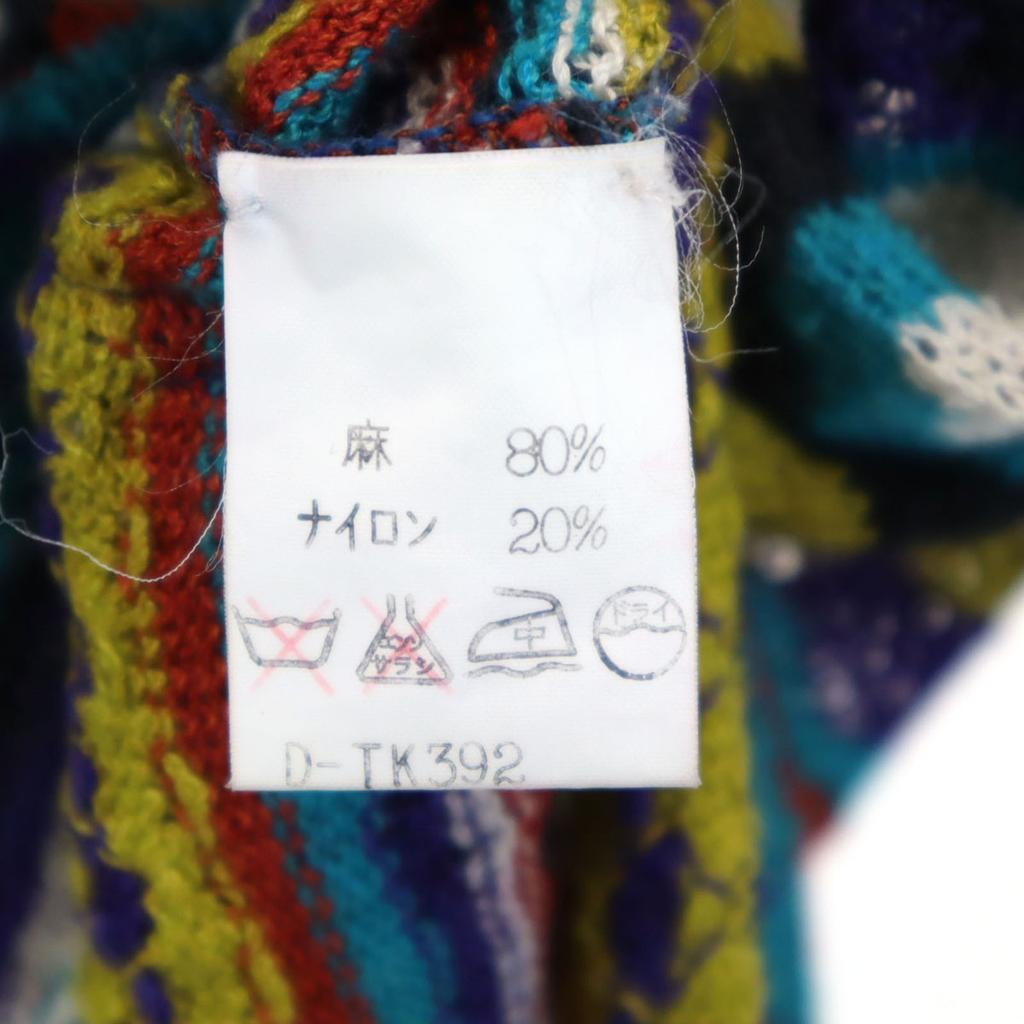 麻 80%
ナイロン 20%
エンソ
サラシ
中
ドライ
D-TK392